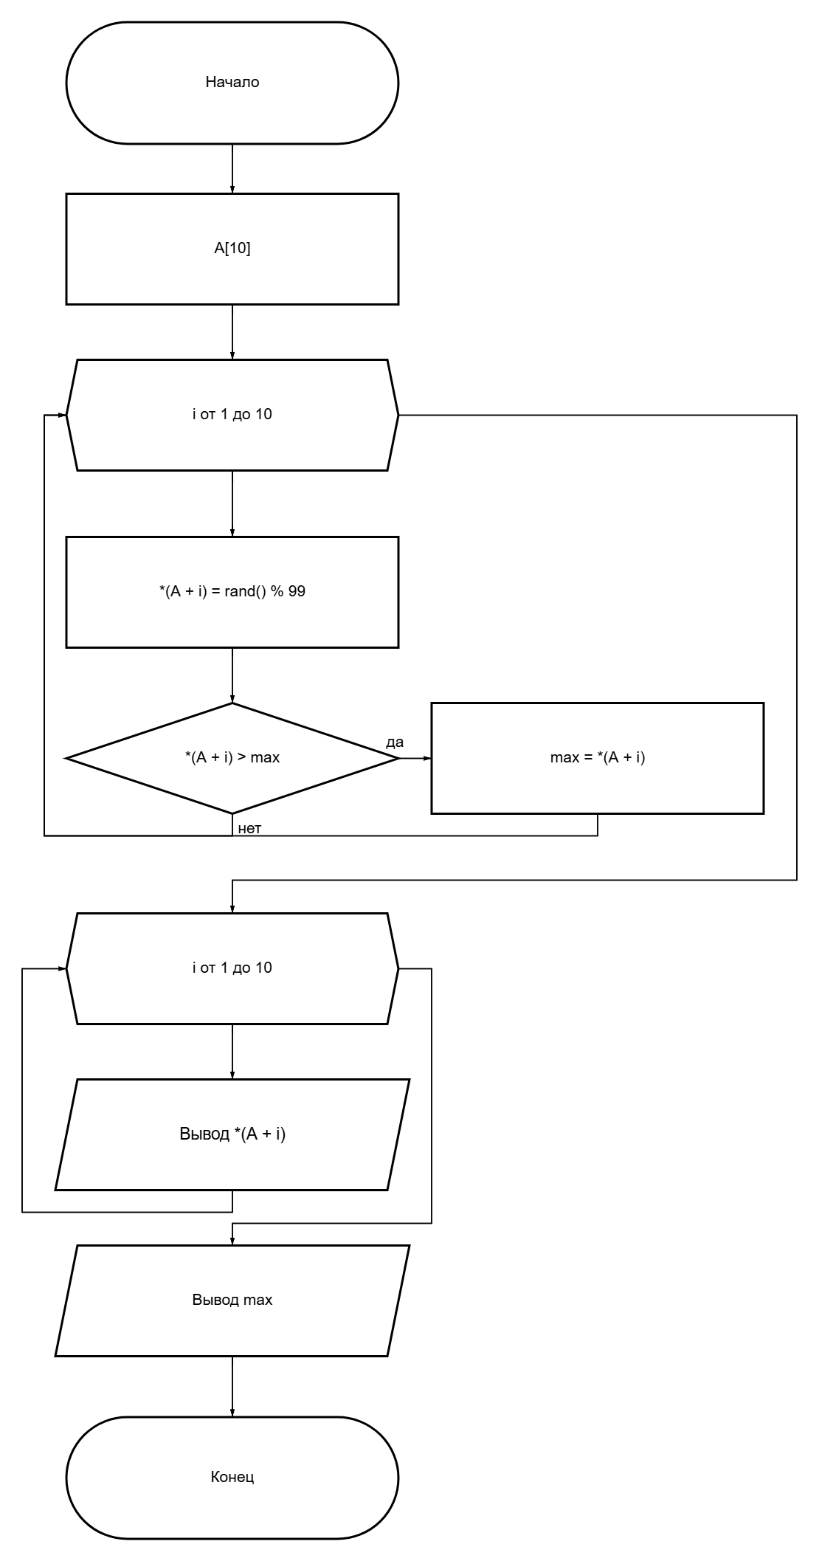 Начало
A[10]
i от 1 до 10
*(A + i) = rand() % 99
*(A + i) > max
да
max = *(A + i)
нет
i от 1 до 10
Вывод *(A + i)
Вывод max
Конец